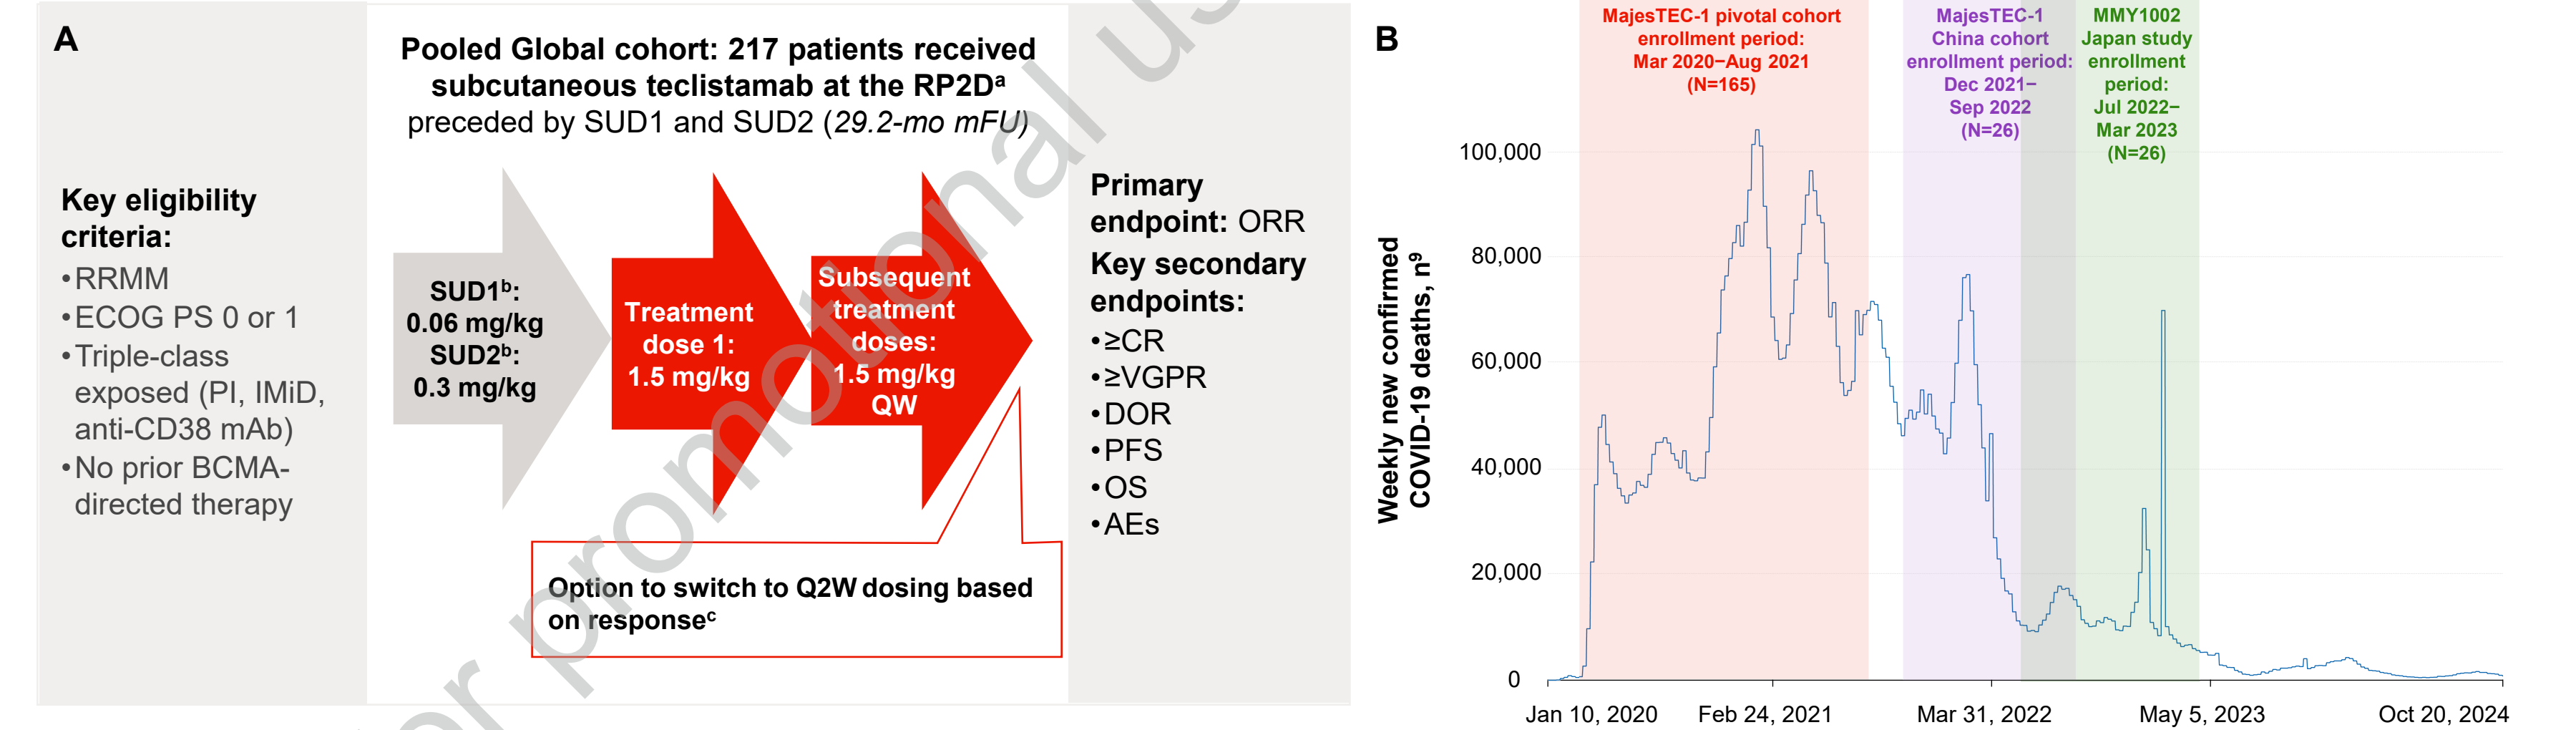 A
Key eligibility
criteria:
•RRMM
•ECOG PS 0 or 1
•Triple-class
exposed (PI, IMiD,
anti-CD38 mAb)
•No prior BCMA-
directed therapy
Pooled Global cohort: 217 patients received
subcutaneous teclistamab at the RP2Dᵃ
preceded by SUD1 and SUD2 (29.2-mo mFU)
SUD1ᵇ:
0.06 mg/kg
SUD2ᵇ:
0.3 mg/kg
Treatment
dose 1:
1.5 mg/kg
Subsequent
treatment
doses:
1.5 mg/kg
QW
Option to switch to Q2W dosing based
on responseᶜ
Primary
endpoint: ORR
Key secondary
endpoints:
•≥CR
•≥VGPR
•DOR
•PFS
•OS
•AEs
promotional
B
MajesTEC-1 pivotal cohort
enrollment period:
Mar 2020–Aug 2021
(N=165)
MajesTEC-1
China cohort
enrollment period:
Dec 2021–
Sep 2022
(N=26)
MMY1002
Japan study
enrollment
period:
Jul 2022–
Mar 2023
(N=26)
Weekly new confirmed
COVID-19 deaths, n⁹
100,000
80,000
60,000
40,000
20,000
0
Jan 10, 2020
Feb 24, 2021
Mar 31, 2022
May 5, 2023
Oct 20, 2024